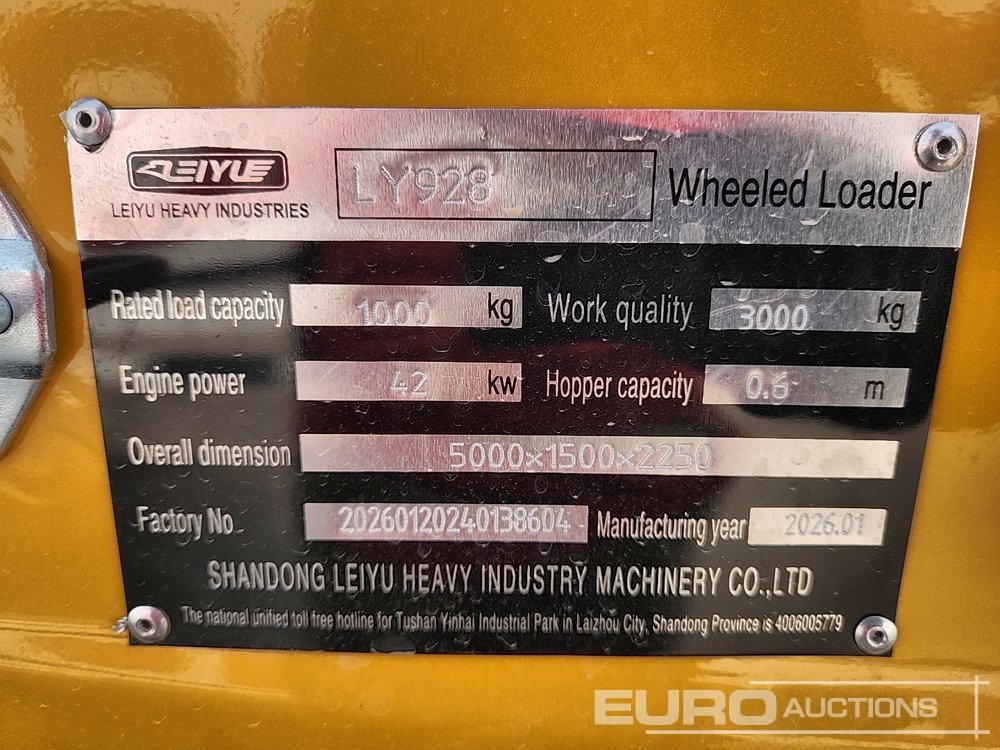 LEIYUE
LEIYU HEAVY INDUSTRIES
LY928
Wheeled Loader
Rated load capacity 1000 kg Work quality 3000 kg
Engine power 42 kw Hopper capacity 0.6 m
Overall dimension 5000×1500×2250
Factory No 20260120240138604 Manufacturing year 2026.01
SHANDONG LEIYU HEAVY INDUSTRY MACHINERY CO.,LTD
The national unified toll free hotline for Tushan Yinhai Industrial Park in Laizhou City, Shandong Province is 4006005779
EURO AUCTIONS